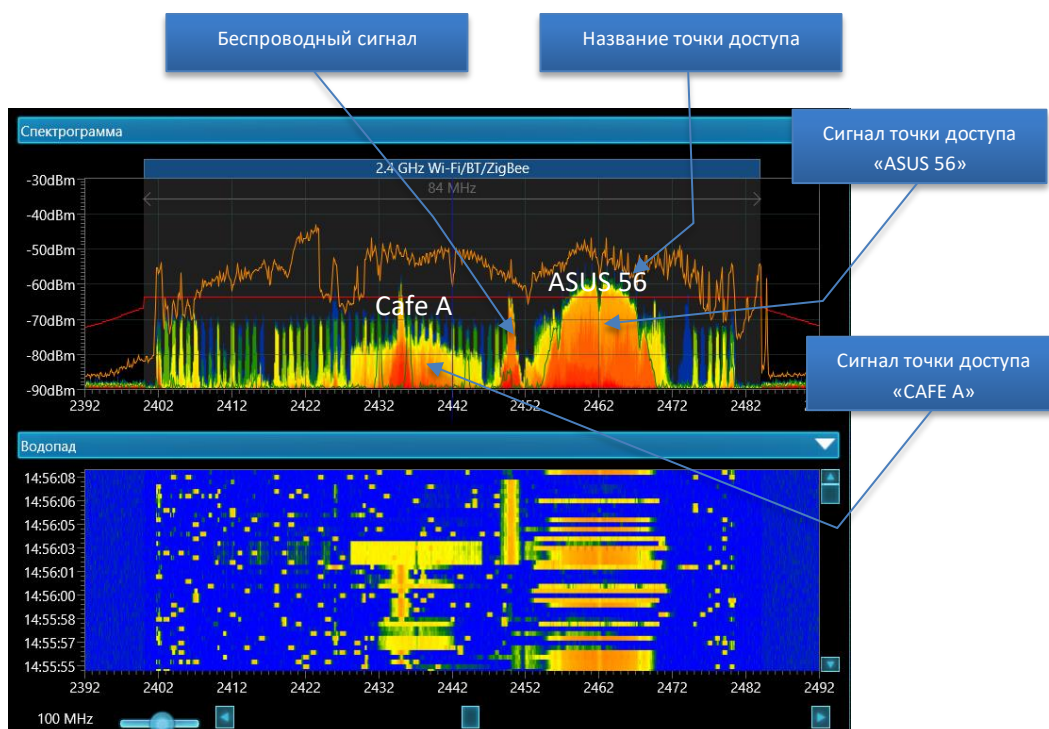 Беспроводный сигнал
Название точки доступа
Спектрограмма
Сигнал точки доступа
«ASUS 56»
2.4 GHz Wi-Fi/BT/ZigBee
84 MHz
-30dBm
-40dBm
-50dBm
-60dBm
-70dBm
-80dBm
-90dBm
ASUS 56
Cafe A
Сигнал точки доступа
«CAFE A»
2392 2402 2412 2422 2432 2442 2452 2462 2472 2482
Водопад
14:56:08
14:56:06
14:56:05
14:56:03
14:56:01
14:56:00
14:55:58
14:55:57
14:55:55
2392 2402 2412 2422 2432 2442 2452 2462 2472 2482 2492
100 MHz